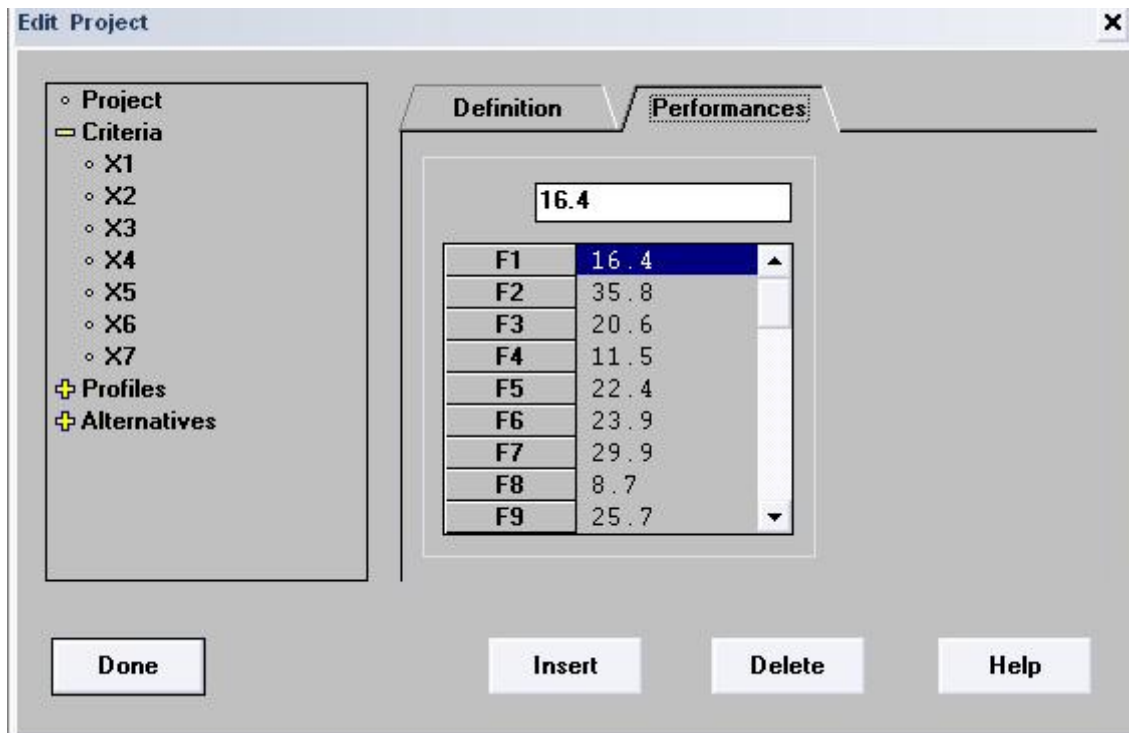 Edit Project
Project
Criteria
X1
X2
X3
X4
X5
X6
X7
Profiles
Alternatives
Definition
Performances
16.4
F1 16.4
F2 35.8
F3 20.6
F4 11.5
F5 22.4
F6 23.9
F7 29.9
F8 8.7
F9 25.7
Done
Insert
Delete
Help